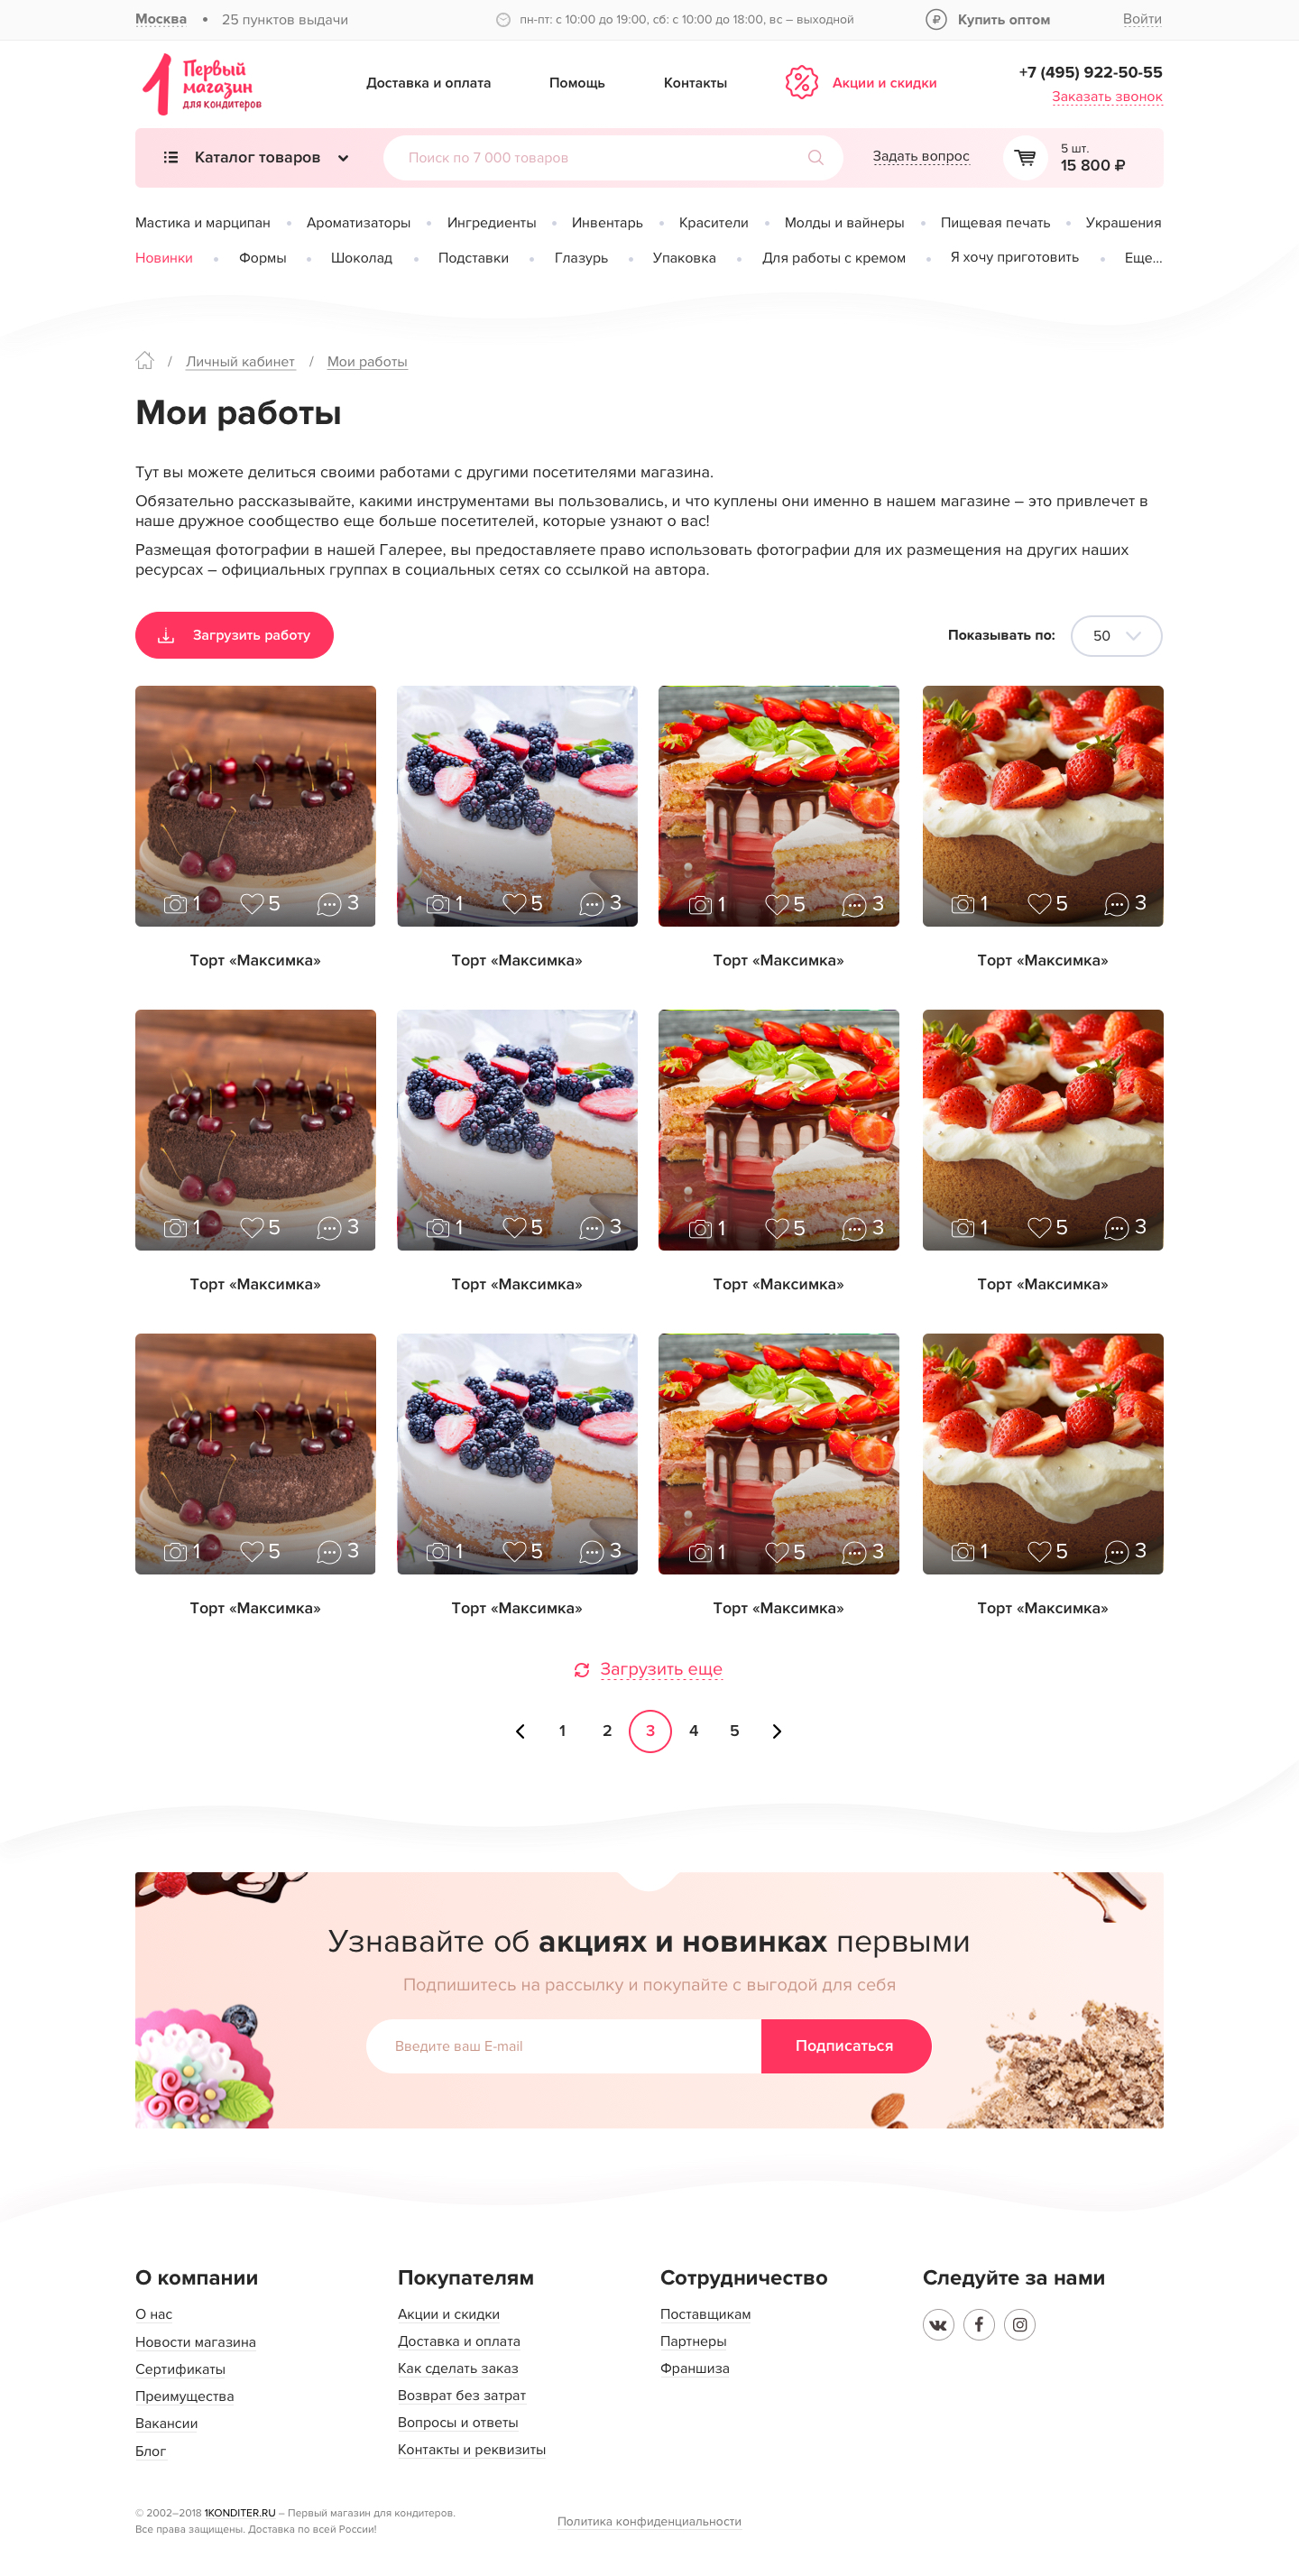 Москва • 25 пунктов выдачи
пн-пт: с 10:00 до 19:00, сб: с 10:00 до 18:00, вс – выходной
Купить оптом
Войти
1 Первый магазин для кондитеров
Доставка и оплата
Помощь
Контакты
Акции и скидки
+7 (495) 922-50-55
Заказать звонок
Каталог товаров
Поиск по 7 000 товаров
Задать вопрос
5 шт.
15 800 ₽
Мастика и марципан • Ароматизаторы • Ингредиенты • Инвентарь • Красители • Молды и вайнеры • Пищевая печать • Украшения
Новинки • Формы • Шоколад • Подставки • Глазурь • Упаковка • Для работы с кремом • Я хочу приготовить • Еще...
/ Личный кабинет / Мои работы
Мои работы
Тут вы можете делиться своими работами с другими посетителями магазина.
Обязательно рассказывайте, какими инструментами вы пользовались, и что куплены они именно в нашем магазине – это привлечет в
наше дружное сообщество еще больше посетителей, которые узнают о вас!
Размещая фотографии в нашей Галерее, вы предоставляете право использовать фотографии для их размещения на других наших
ресурсах – официальных группах в социальных сетях со ссылкой на автора.
Загрузить работу
Показывать по: 50
1 5 3 1 5 3 1 5 3 1 5 3
Торт «Максимка» Торт «Максимка» Торт «Максимка» Торт «Максимка»
1 5 3 1 5 3 1 5 3 1 5 3
Торт «Максимка» Торт «Максимка» Торт «Максимка» Торт «Максимка»
1 5 3 1 5 3 1 5 3 1 5 3
Торт «Максимка» Торт «Максимка» Торт «Максимка» Торт «Максимка»
Загрузить еще
1 2 3 4 5
Узнавайте об акциях и новинках первыми
Подпишитесь на рассылку и покупайте с выгодой для себя
Введите ваш E-mail
Подписаться
О компании
О нас
Новости магазина
Сертификаты
Преимущества
Вакансии
Блог
Покупателям
Акции и скидки
Доставка и оплата
Как сделать заказ
Возврат без затрат
Вопросы и ответы
Контакты и реквизиты
Сотрудничество
Поставщикам
Партнеры
Франшиза
Следуйте за нами
© 2002–2018 1KONDITER.RU – Первый магазин для кондитеров.
Все права защищены. Доставка по всей России!
Политика конфиденциальности